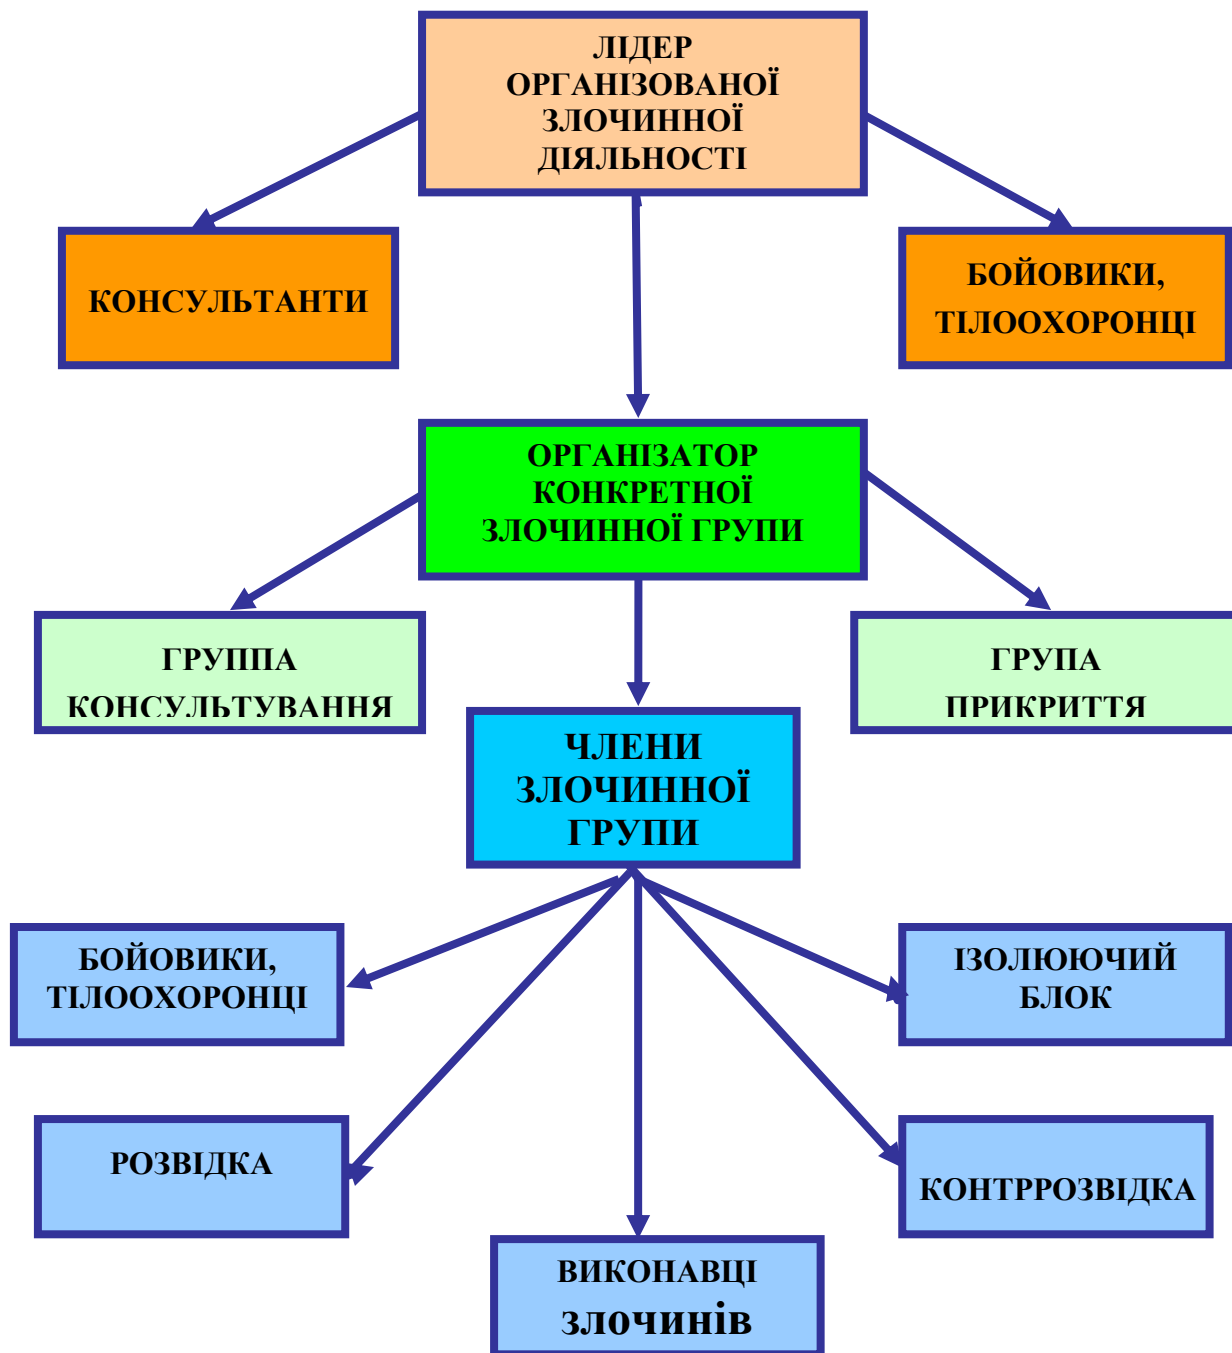 ЛІДЕР
ОРГАНІЗОВАНОЇ
ЗЛОЧИННОЇ
ДІЯЛЬНОСТІ
КОНСУЛЬТАНТИ
БОЙОВИКИ,
ТІЛООХОРОНЦІ
ОРГАНІЗАТОР
КОНКРЕТНОЇ
ЗЛОЧИННОЇ ГРУПИ
ГРУППА
КОНСУЛЬТУВАННЯ
ГРУПА
ПРИКРИТТЯ
ЧЛЕНИ
ЗЛОЧИННОЇ
ГРУПИ
БОЙОВИКИ,
ТІЛООХОРОНЦІ
ІЗОЛЮЮЧИЙ
БЛОК
РОЗВІДКА
КОНТРРОЗВІДКА
ВИКОНАВЦІ
злочинів